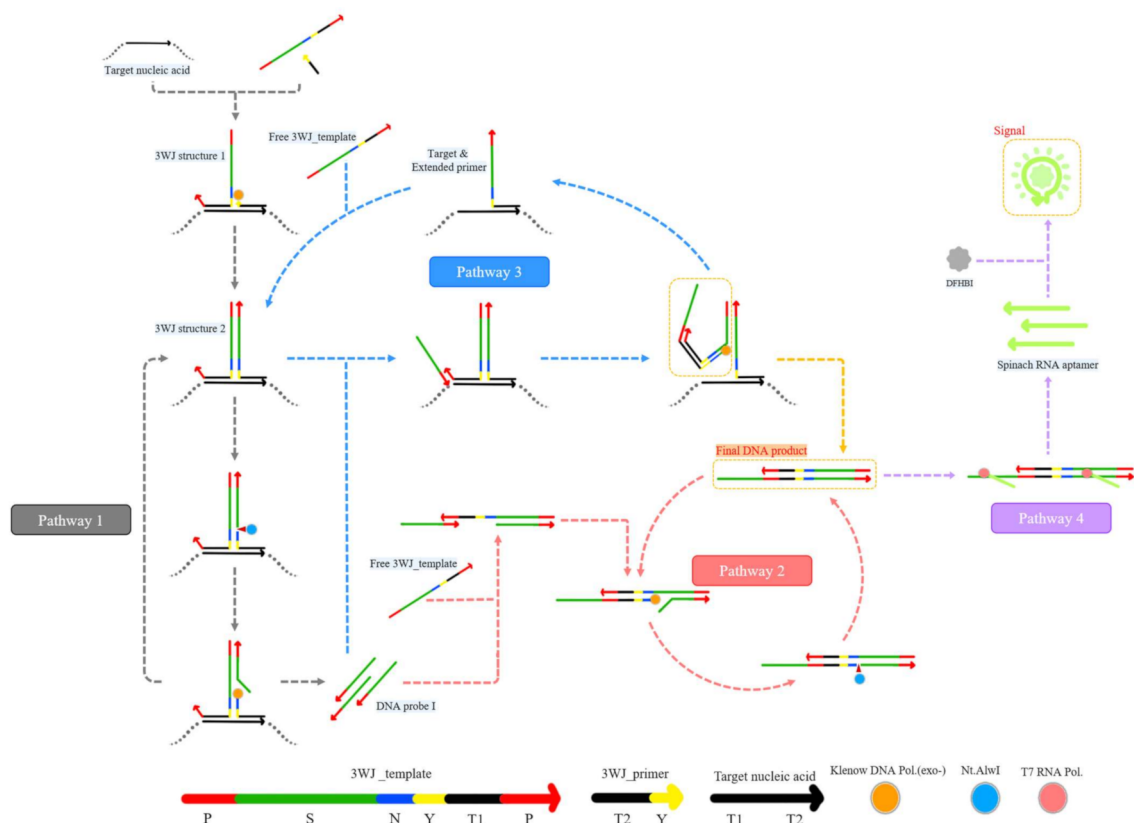 Target nucleic acid
Signal
3WJ structure 1
Free 3WJ_template
Target &
Extended primer
Pathway 3
DFHBI
3WJ structure 2
Spinach RNA aptamer
Final DNA product
Pathway 1
Pathway 4
Free 3WJ_template
Pathway 2
DNA probe I
3WJ _template
3WJ_primer
Target nucleic acid
Klenow DNA Pol.(exo-)
Nt.AlwI
T7 RNA Pol.
P S N Y T1 P
T2 Y
T1 T2